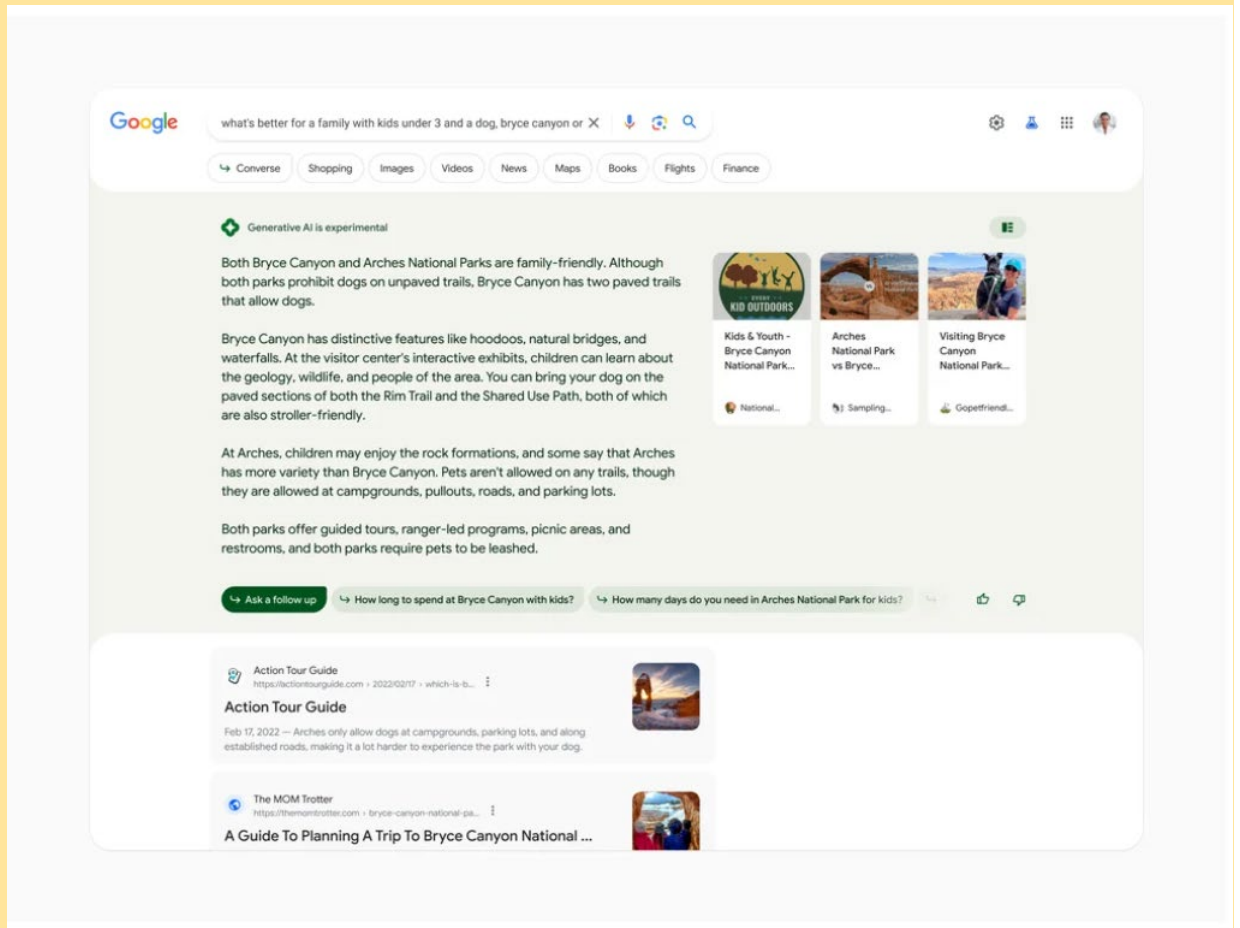 Google
what's better for a family with kids under 3 and a dog, bryce canyon or
Converse
Shopping
Images
Videos
News
Maps
Books
Flights
Finance
Generative AI is experimental
Both Bryce Canyon and Arches National Parks are family-friendly. Although
both parks prohibit dogs on unpaved trails, Bryce Canyon has two paved trails
that allow dogs.
Bryce Canyon has distinctive features like hoodoos, natural bridges, and
waterfalls. At the visitor center's interactive exhibits, children can learn about
the geology, wildlife, and people of the area. You can bring your dog on the
paved sections of both the Rim Trail and the Shared Use Path, both of which
are also stroller-friendly.
At Arches, children may enjoy the rock formations, and some say that Arches
has more variety than Bryce Canyon. Pets aren't allowed on any trails, though
they are allowed at campgrounds, pullouts, roads, and parking lots.
Both parks offer guided tours, ranger-led programs, picnic areas, and
restrooms, and both parks require pets to be leashed.
EVERY
KID OUTDOORS
Kids & Youth -
Bryce Canyon
National Park...
National...
VS
Arches
National Park
vs Bryce...
Sampling...
Visiting Bryce
Canyon
National Park...
Gopetfriendl...
Ask a follow up
How long to spend at Bryce Canyon with kids?
How many days do you need in Arches National Park for kids?
Action Tour Guide
https://actiontourguide.com › 2022/02/17 › which-is-b...
Action Tour Guide
Feb 17, 2022 — Arches only allow dogs at campgrounds, parking lots, and along
established roads, making it a lot harder to experience the park with your dog.
The MOM Trotter
https://themomtrotter.com › bryce-canyon-national-pa...
A Guide To Planning A Trip To Bryce Canyon National ...